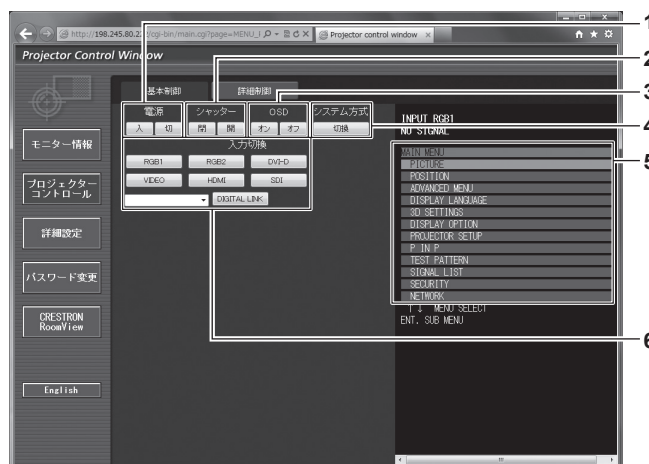 http://198.245.80.2 /cgi-bin/main.cgi?page=MENU_
Projector control window
Projector Control Window
基本制御
詳細制御
電源
シャッター
OSD
システム方式
入 切
閉 開
オン オフ
切換
入力切換
RGB1 RGB2 DVI-D
VIDEO HDMI SDI
DIGITAL LINK
モニター情報
プロジェクター
コントロール
詳細設定
パスワード変更
CRESTRON
RoomView
English
INPUT RGB1
NO SIGNAL
MAIN MENU
PICTURE
POSITION
ADVANCED MENU
DISPLAY LANGUAGE
3D SETTINGS
DISPLAY OPTION
PROJECTOR SETUP
P IN P
TEST PATTERN
SIGNAL LIST
SECURITY
NETWORK
↑↓ MENU SELECT
ENT. SUB MENU
1
2
3
4
5
6